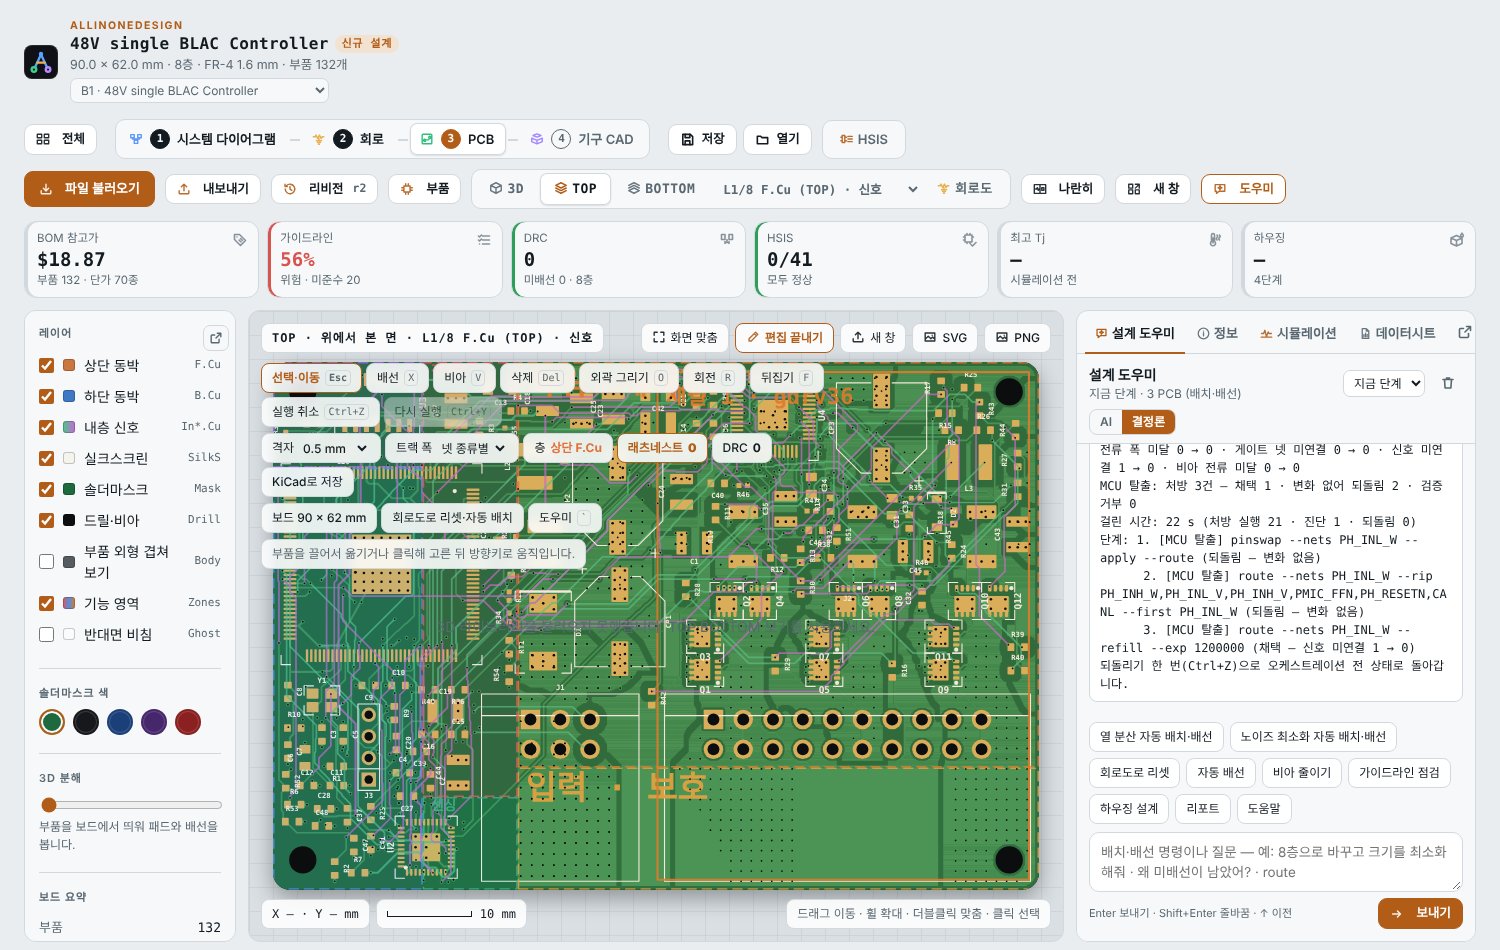 ALLINONEDESIGN
48V single BLAC Controller 신규 설계
90.0 × 62.0 mm · 8층 · FR-4 1.6 mm · 부품 132개
B1 · 48V single BLAC Controller
전체 1 시스템 다이어그램 — 2 회로 — 3 PCB — 4 기구 CAD 저장 열기 HSIS
파일 불러오기 내보내기 리비전 r2 부품 3D TOP BOTTOM L1/8 F.Cu (TOP) · 신호 회로도 나란히 새 창 도우미
BOM 참고가
$18.87
부품 132 · 단가 70종
가이드라인
56%
위험 · 미준수 20
DRC
0
미배선 0 · 8층
HSIS
0/41
모두 정상
최고 Tj
—
시뮬레이션 전
하우징
—
4단계
레이어
상단 동박 F.Cu
하단 동박 B.Cu
내층 신호 In*.Cu
실크스크린 SilkS
솔더마스크 Mask
드릴·비아 Drill
부품 외형 겹쳐 보기 Body
기능 영역 Zones
반대면 비침 Ghost
솔더마스크 색
3D 분해
부품을 보드에서 띄워 패드와 배선을
봅니다.
보드 요약
부품 132
TOP · 위에서 본 면 · L1/8 F.Cu (TOP) · 신호 화면 맞춤 편집 끝내기 새 창 SVG PNG
선택·이동 Esc 배선 X 비아 V 삭제 Del 외곽 그리기 O 회전 R 뒤집기 F
실행 취소 Ctrl+Z 다시 실행 Ctrl+Y
격자 0.5 mm 트랙 폭 넷 종류별 층 상단 F.Cu 래츠네스트 0 DRC 0
KiCad로 저장
보드 90 × 62 mm 회로도로 리셋·자동 배치 도우미 `
부품을 끌어서 옮기거나 클릭해 고른 뒤 방향키로 움직입니다.
U4
L3
C40 R46
C1
R12
Q2 Q4 Q6 Q8 Q10 Q12
Q3 Q7 Q11
Q1 Q5 Q9
R29 R16 R39 R40
J1
Y1
C9
R10
J3
U2
R7
입력 · 보호
X — · Y — mm 10 mm 드래그 이동 · 휠 확대 · 더블클릭 맞춤 · 클릭 선택
설계 도우미 정보 시뮬레이션 데이터시트
설계 도우미
지금 단계 · 3 PCB (배치·배선)
지금 단계
AI 결정론
전류 폭 미달 0 → 0 · 게이트 넷 미연결 0 → 0 · 신호 미연
결 1 → 0 · 비아 전류 미달 0 → 0
MCU 탈출: 처방 3건 — 채택 1 · 변화 없어 되돌림 2 · 검증
거부 0
걸린 시간: 22 s (처방 실행 21 · 진단 1 · 되돌림 0)
단계: 1. [MCU 탈출] pinswap --nets PH_INL_W --
apply --route (되돌림 — 변화 없음)
2. [MCU 탈출] route --nets PH_INL_W --rip
PH_INH_W,PH_INL_V,PH_INH_V,PMIC_FFN,PH_RESETN,CA
NL --first PH_INL_W (되돌림 — 변화 없음)
3. [MCU 탈출] route --nets PH_INL_W --
refill --exp 1200000 (채택 — 신호 미연결 1 → 0)
되돌리기 한 번(Ctrl+Z)으로 오케스트레이션 전 상태로 돌아갑
니다.
열 분산 자동 배치·배선 노이즈 최소화 자동 배치·배선
회로도로 리셋 자동 배선 비아 줄이기 가이드라인 점검
하우징 설계 리포트 도움말
배치·배선 명령이나 질문 — 예: 8층으로 바꾸고 크기를 최소화
해줘 · 왜 미배선이 남았어? · route
Enter 보내기 · Shift+Enter 줄바꿈 · ↑ 이전 보내기